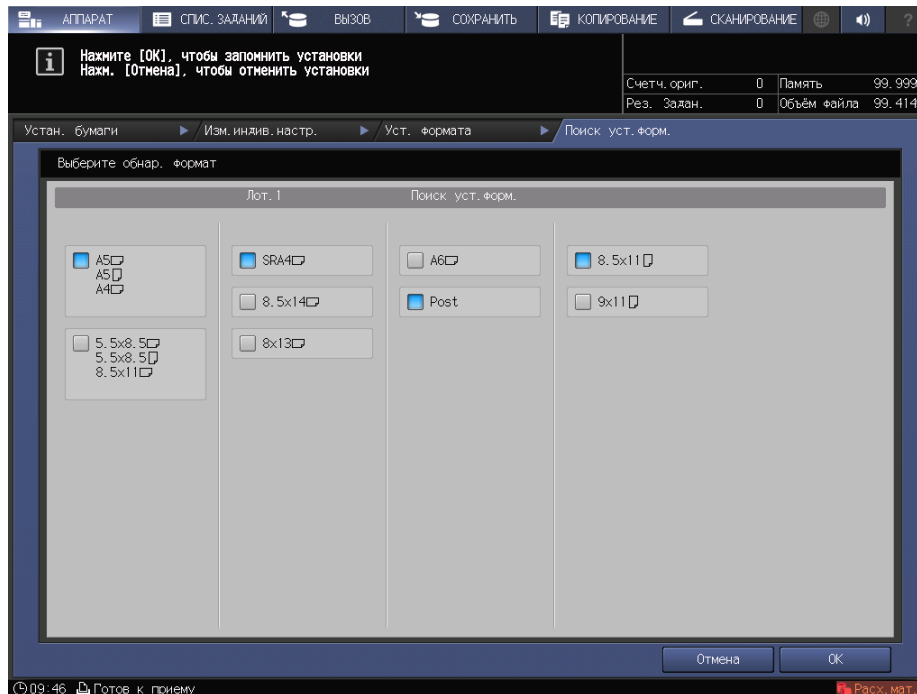 АППАРАТ СПИС. ЗАДАНИЙ ВЫЗОВ СОХРАНИТЬ КОПИРОВАНИЕ СКАНИРОВАНИЕ ?
Нажмите [OK], чтобы запомнить установки
Нажм. [Отмена], чтобы отменить установки
Счетч.ориг. 0 Память 99.999
Рез. Задан. 0 Объём файла 99.414
Устан. бумаги Изм.индив.настр. Уст. формата Поиск уст.форм.
Выберите обнар. формат
Лот.1 Поиск уст.форм.
A5
A5
A4
5.5x8.5
5.5x8.5
8.5x11
SRA4
8.5x14
8x13
A6
Post
8.5x11
9x11
Отмена OK
09:46 Готов к приему Расх.мат